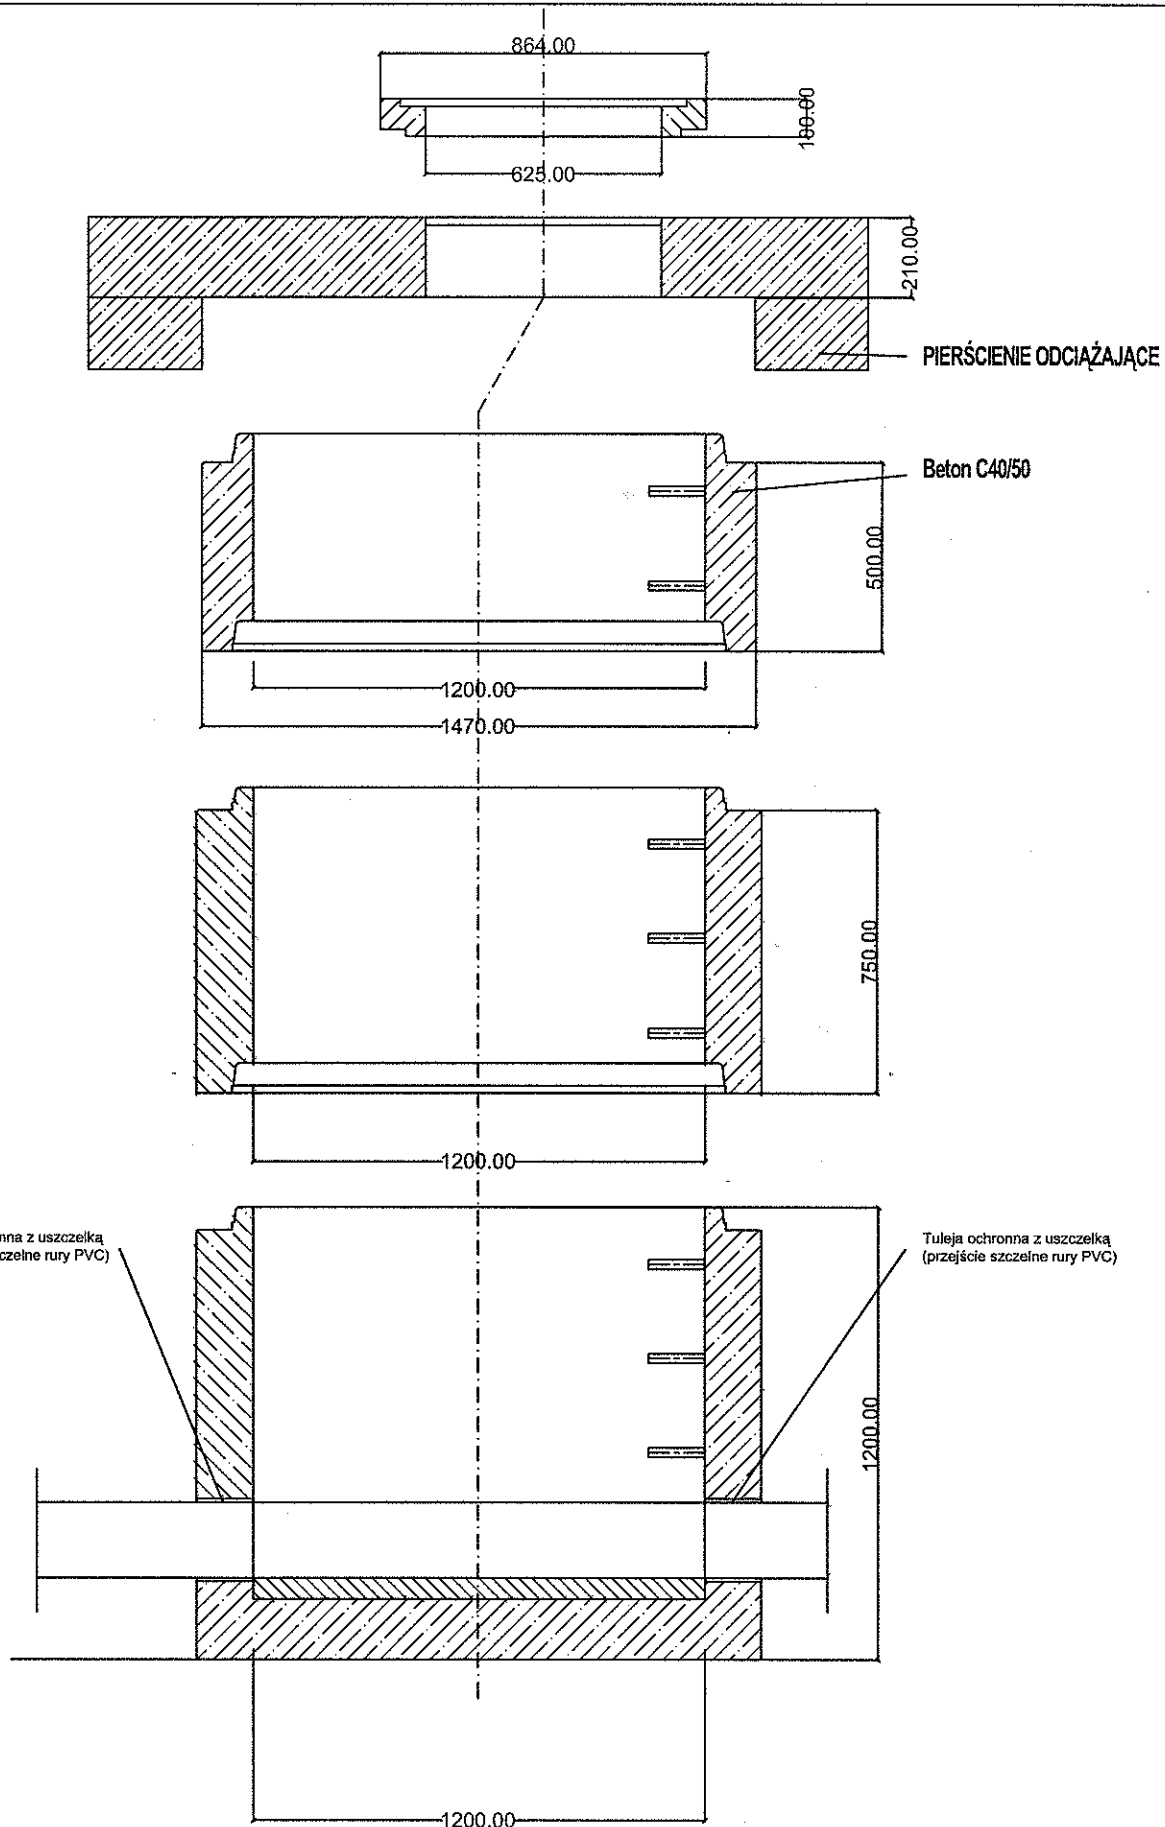 864.00
100.00
625.00
210.00
PIERŚCIENIE ODCIĄŻAJĄCE
Beton C40/50
500.00
1200.00
1470.00
750.00
1200.00
nna z uszczelką
czelne rury PVC)
Tuleja ochronna z uszczelką
(przejście szczelne rury PVC)
1200.00
1200.00